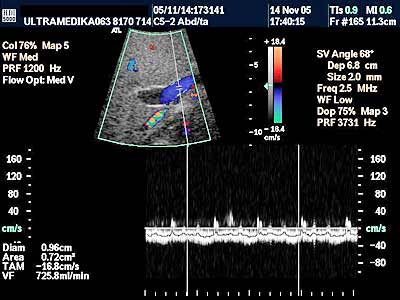 ULTRAMEDIKA063 8170 714
05/11/14:173141
C5-2 Abd/ta
14 Nov 05
17:40:15
TIs 0.9 MI 0.6
Fr #165 11.3cm
ATL
Col 76% Map 5
WF Med
PRF 1200 Hz
Flow Opt: Med V
+ 18.4
- 18.4
cm/s
-5
-10
SV Angle 68°
Dep 6.8 cm
Size 2.0 mm
Freq 2.5 MHz
WF Low
Dop 75% Map 3
PRF 3731 Hz
160
120
80
40
cm/s
-40
160
120
80
40
cm/s
-40
-80
Diam 0.96cm
Area 0.72cm²
TAM -16.8cm/s
VF 725.8ml/min